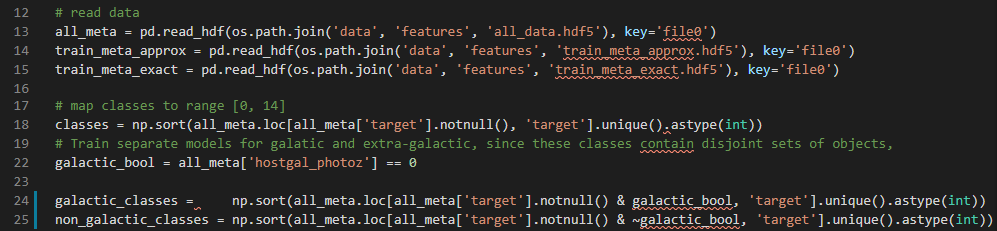 12 # read data
13 all_meta = pd.read_hdf(os.path.join('data', 'features', 'all_data.hdf5'), key='file0')
14 train_meta_approx = pd.read_hdf(os.path.join('data', 'features', 'train_meta_approx.hdf5'), key='file0')
15 train_meta_exact = pd.read_hdf(os.path.join('data', 'features', 'train_meta_exact.hdf5'), key='file0')
16
17 # map classes to range [0, 14]
18 classes = np.sort(all_meta.loc[all_meta['target'].notnull(), 'target'].unique().astype(int))
19 # Train separate models for galatic and extra-galactic, since these classes contain disjoint sets of objects,
22 galactic_bool = all_meta['hostgal_photoz'] == 0
23
24 galactic_classes =     np.sort(all_meta.loc[all_meta['target'].notnull() & galactic_bool, 'target'].unique().astype(int))
25 non_galactic_classes = np.sort(all_meta.loc[all_meta['target'].notnull() & ~galactic_bool, 'target'].unique().astype(int))